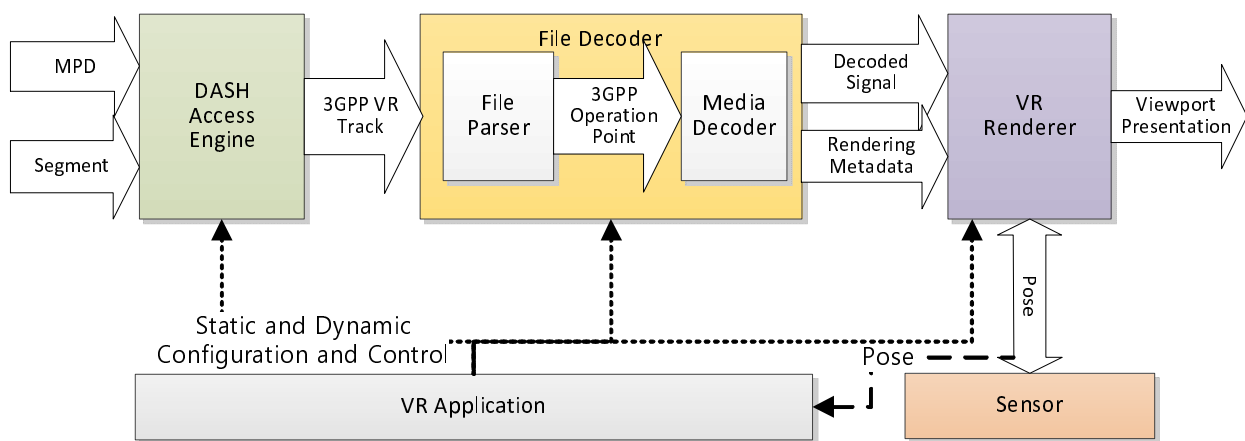 MPD
Segment
DASH
Access
Engine
3GPP VR
Track
File Decoder
File
Parser
3GPP
Operation
Point
Media
Decoder
Decoded
Signal
Rendering
Metadata
VR
Renderer
Viewport
Presentation
Pose
Static and Dynamic
Configuration and Control
Pose
VR Application
Sensor